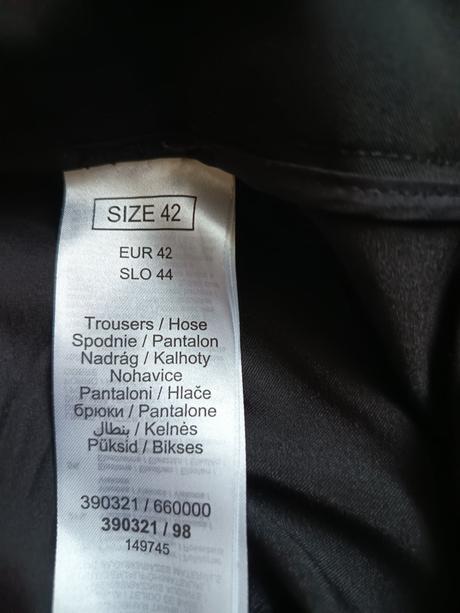 SIZE 42
EUR 42
SLO 44
Trousers / Hose
Spodnie / Pantalon
Nadrág / Kalhoty
Nohavice
Pantaloni / Hlače
брюки / Pantalone
بنطال / Kelnės
Püksid / Bikses
390321 / 660000
390321 / 98
149745